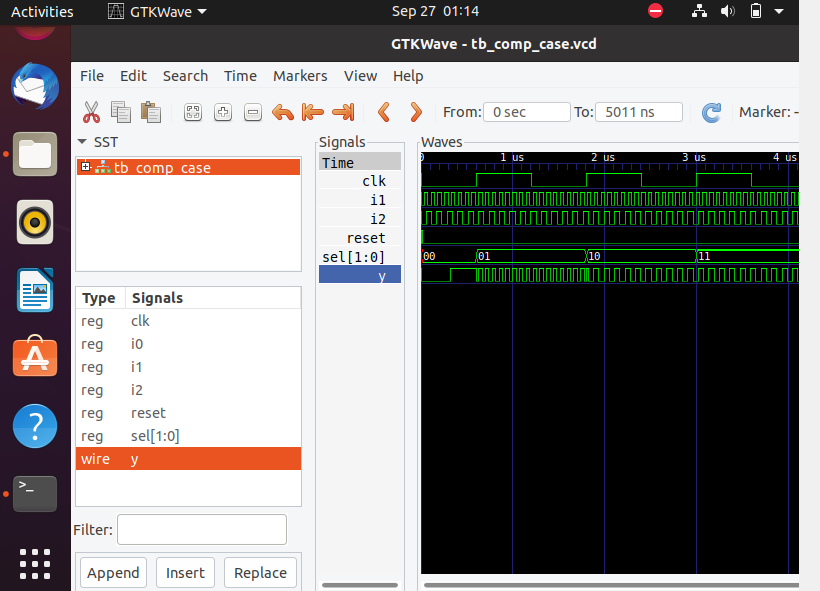 Activities GTKWave Sep 27 01:14
GTKWave - tb_comp_case.vcd
File Edit Search Time Markers View Help
From: 0 sec To: 5011 ns Marker: -
SST
tb_comp_case
Type Signals
reg clk
reg i0
reg i1
reg i2
reg reset
reg sel[1:0]
wire y
Filter:
Append Insert Replace
Signals
Time
clk
i1
i2
reset
sel[1:0]
y
Waves
0 1 us 2 us 3 us 4 us
00 01 10 11